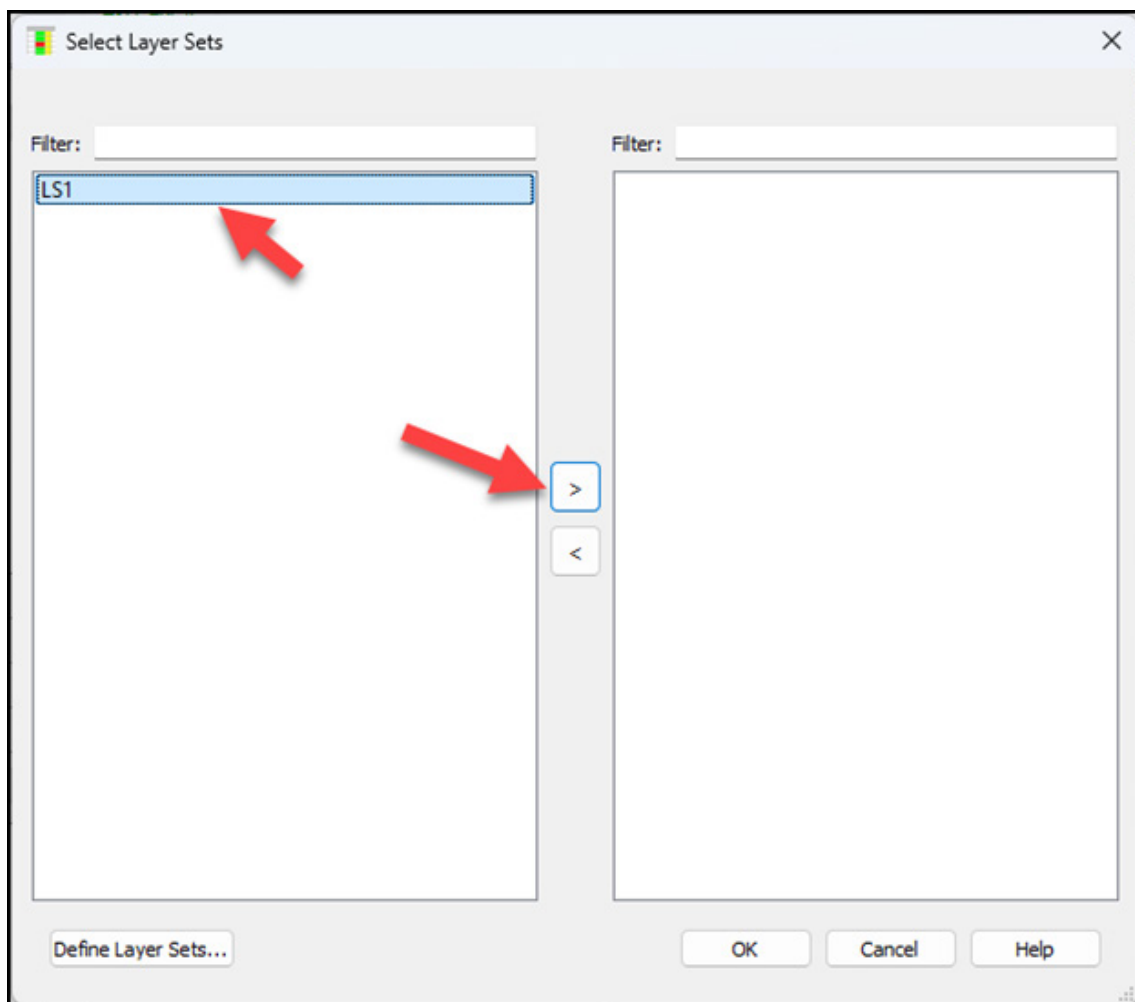 Select Layer Sets
Filter:
Filter:
LS1
>
<
Define Layer Sets...
OK
Cancel
Help